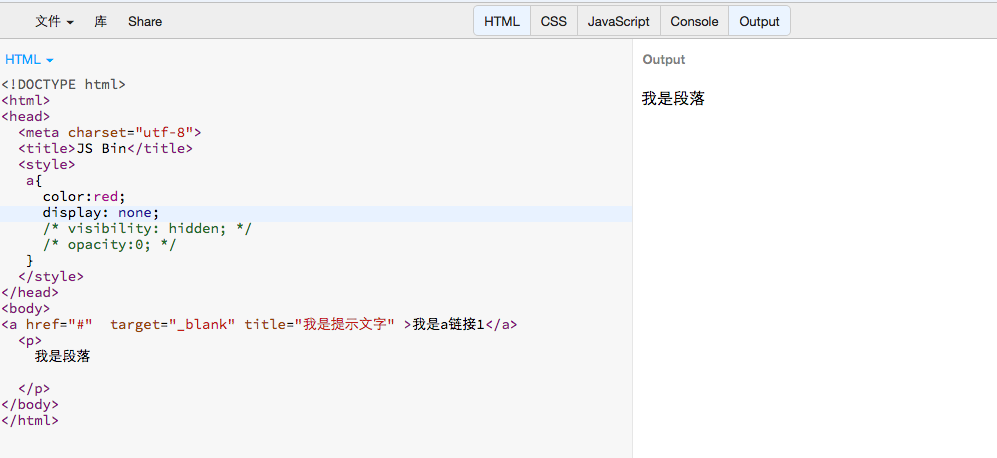 文件 库 Share HTML CSS JavaScript Console Output
HTML
Output
<!DOCTYPE html>
<html>
<head>
  <meta charset="utf-8">
  <title>JS Bin</title>
  <style>
   a{
     color:red;
     display: none;
     /* visibility: hidden; */
     /* opacity:0; */
   }
  </style>
</head>
<body>
<a href="#"  target="_blank" title="我是提示文字" >我是a链接1</a>
  <p>
    我是段落
  </p>
</body>
</html>
我是段落